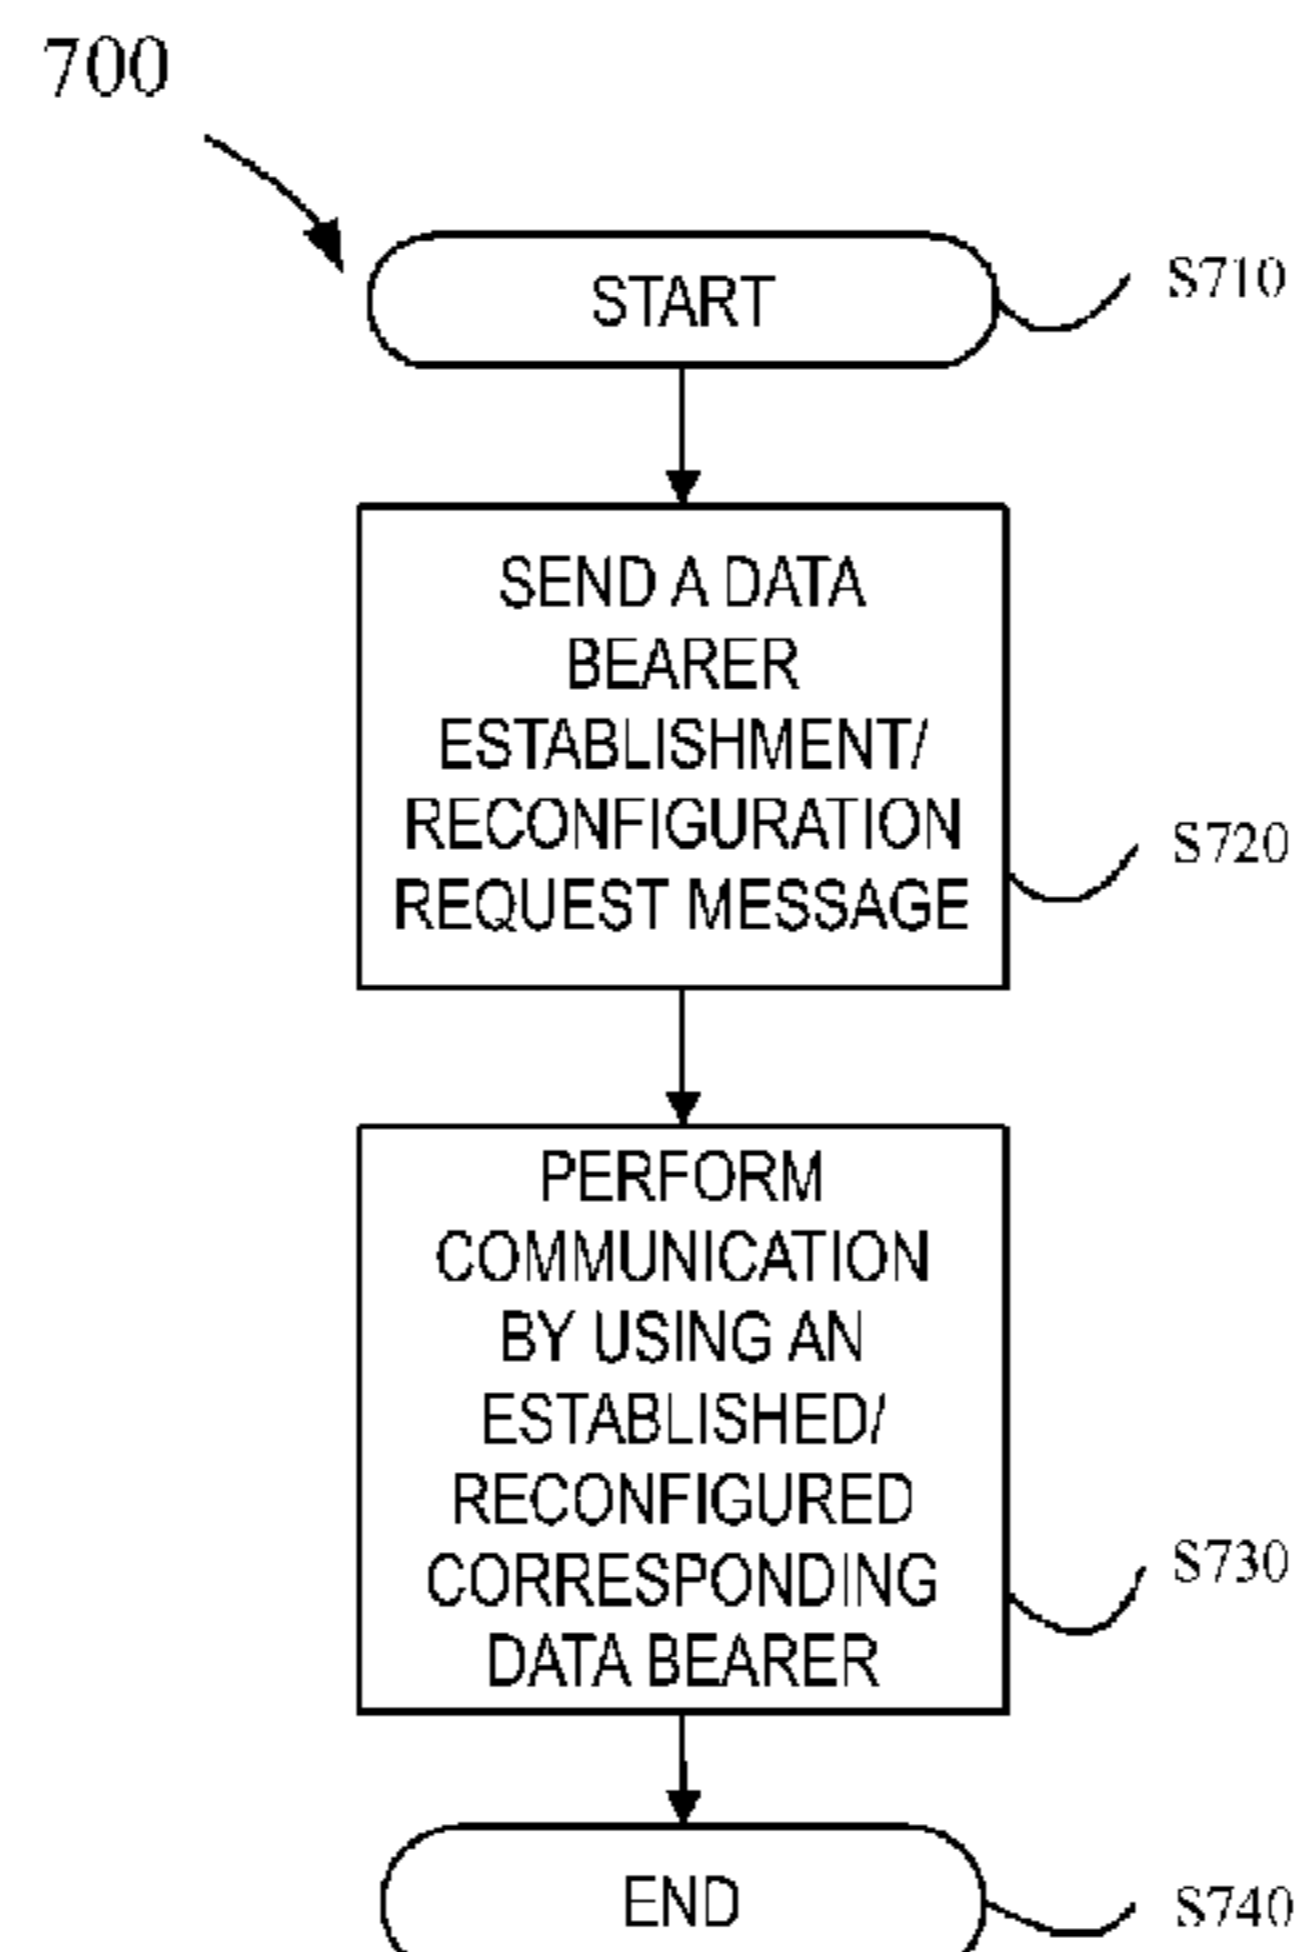 700
START
S710
SEND A DATA
BEARER
ESTABLISHMENT/
RECONFIGURATION
REQUEST MESSAGE
S720
PERFORM
COMMUNICATION
BY USING AN
ESTABLISHED/
RECONFIGURED
CORRESPONDING
DATA BEARER
S730
END
S740